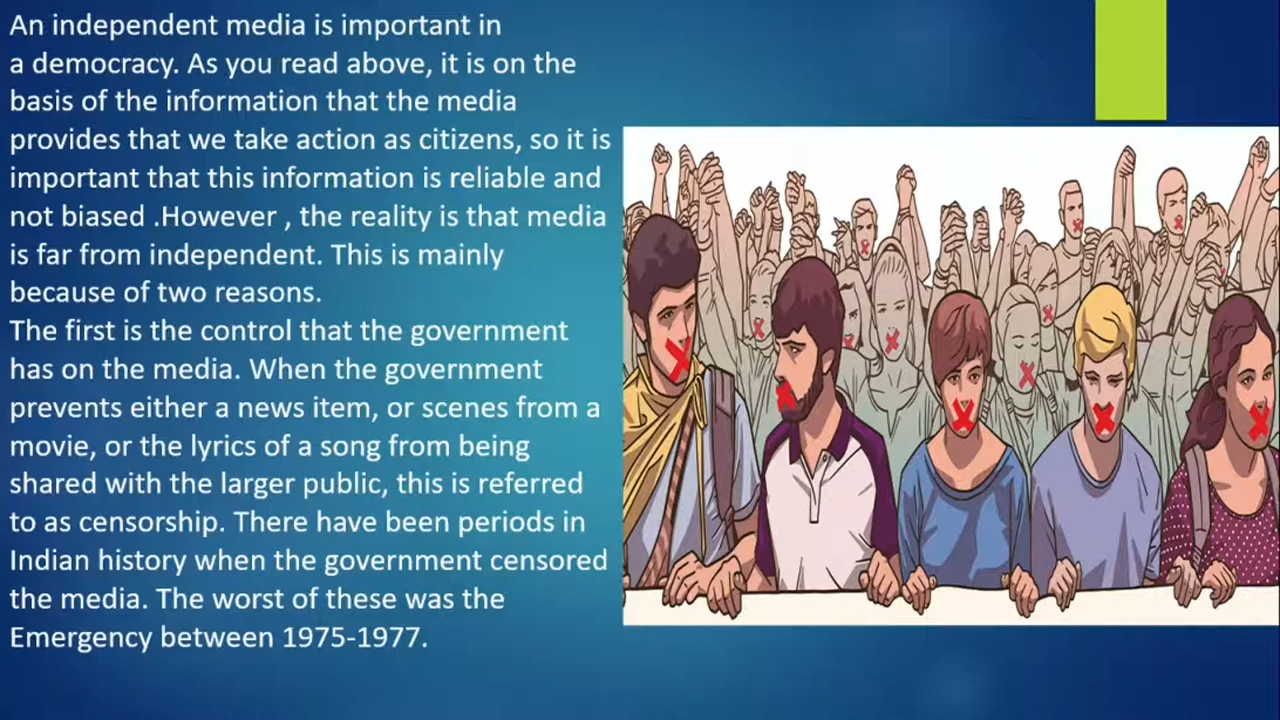 An independent media is important in
a democracy. As you read above, it is on the
basis of the information that the media
provides that we take action as citizens, so it is
important that this information is reliable and
not biased .However , the reality is that media
is far from independent. This is mainly
because of two reasons.
The first is the control that the government
has on the media. When the government
prevents either a news item, or scenes from a
movie, or the lyrics of a song from being
shared with the larger public, this is referred
to as censorship. There have been periods in
Indian history when the government censored
the media. The worst of these was the
Emergency between 1975-1977.